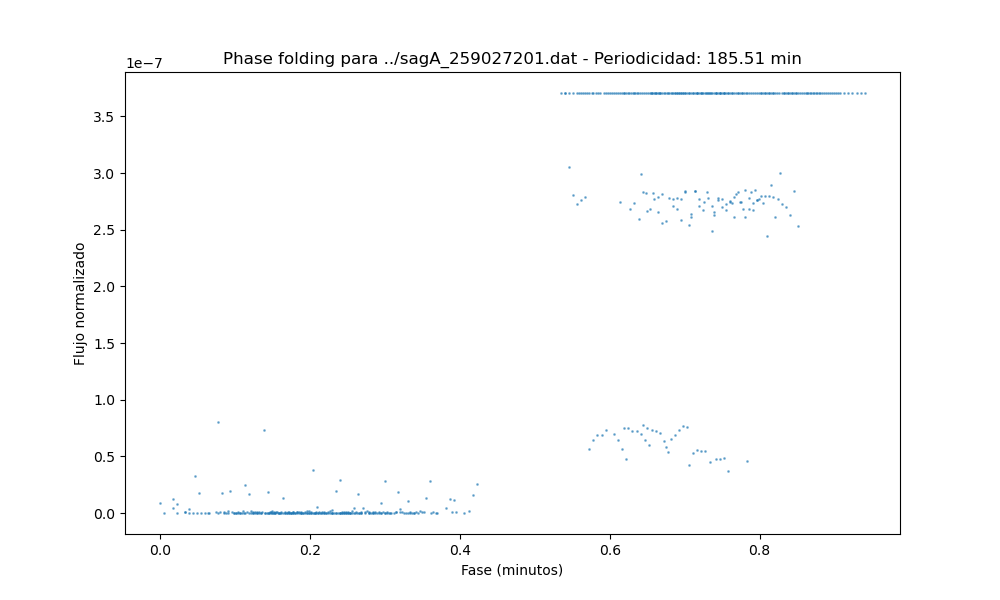 Phase folding para ../sagA_259027201.dat - Periodicidad: 185.51 min
1e−7
3.5
3.0
2.5
2.0
1.5
1.0
0.5
0.0
Flujo normalizado
0.0 0.2 0.4 0.6 0.8
Fase (minutos)